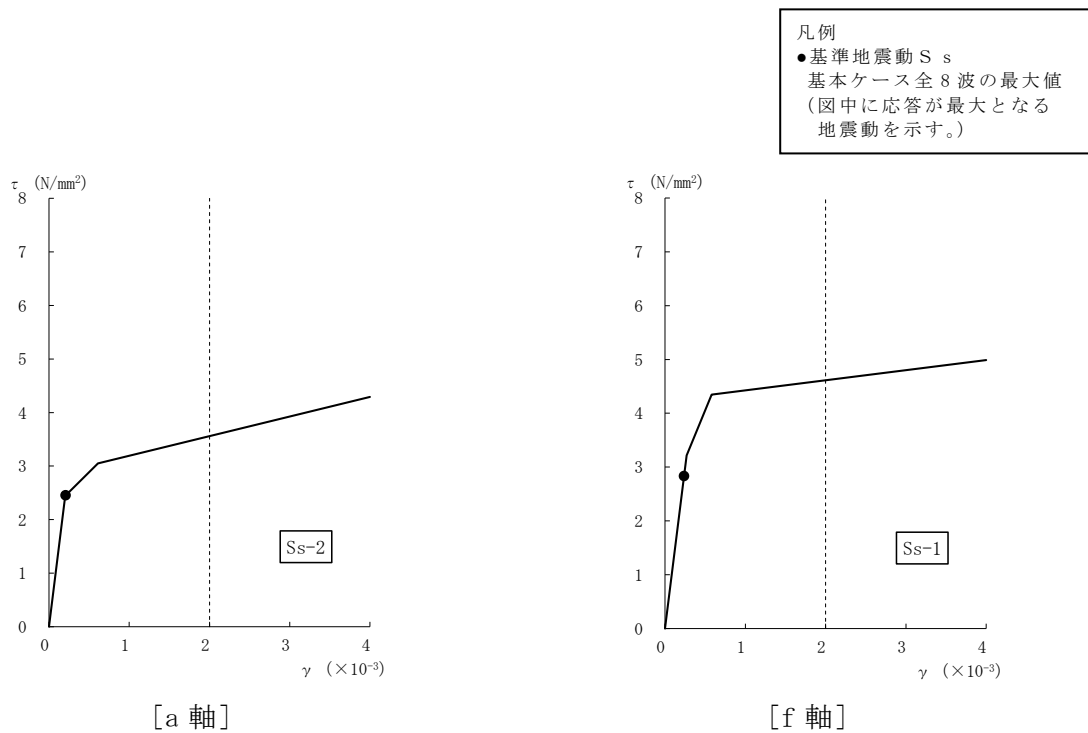 凡例
●基準地震動Ｓｓ
基本ケース全8波の最大値
（図中に応答が最大となる
地震動を示す。）
τ (N/mm²)
8
7
6
5
4
3
2
1
0
0 1 2 3 4
γ (×10⁻³)
Ss-2
[a 軸]
τ (N/mm²)
8
7
6
5
4
3
2
1
0
0 1 2 3 4
γ (×10⁻³)
Ss-1
[f 軸]